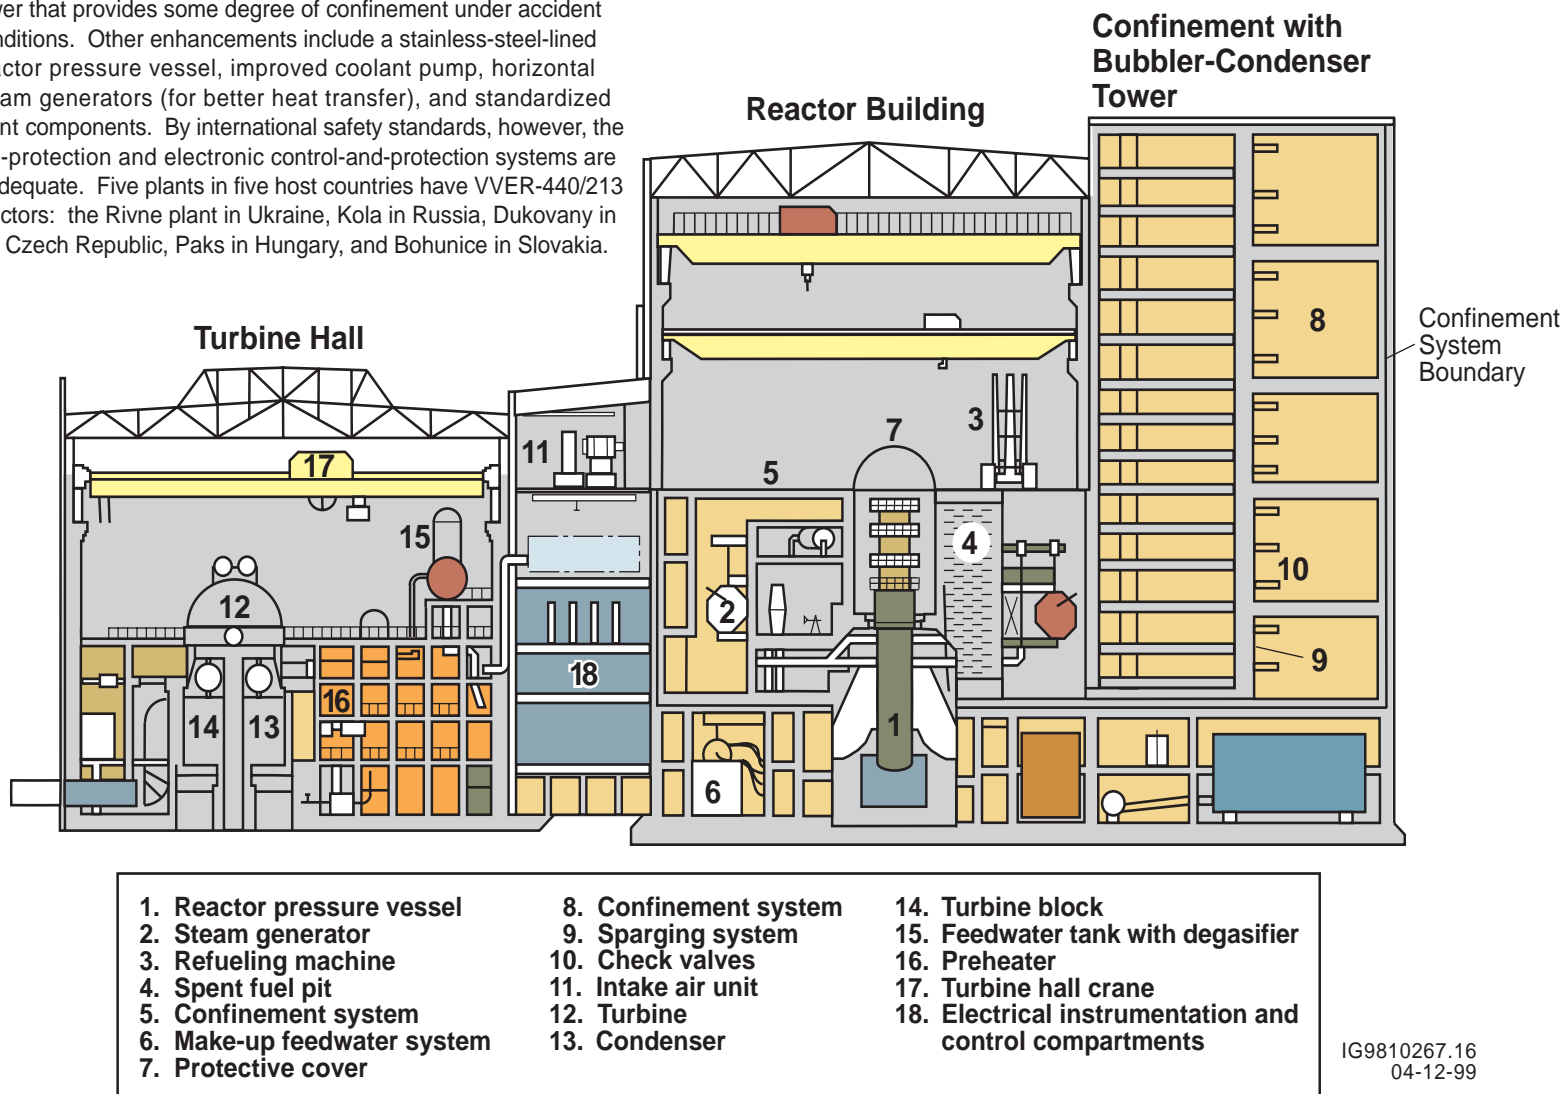 wer that provides some degree of confinement under accident
nditions. Other enhancements include a stainless-steel-lined
actor pressure vessel, improved coolant pump, horizontal
am generators (for better heat transfer), and standardized
nt components. By international safety standards, however, the
-protection and electronic control-and-protection systems are
dequate. Five plants in five host countries have VVER-440/213
ctors: the Rivne plant in Ukraine, Kola in Russia, Dukovany in
Czech Republic, Paks in Hungary, and Bohunice in Slovakia.
Confinement with
Bubbler-Condenser
Tower
Reactor Building
Turbine Hall
Confinement
System
Boundary
8
3
7
11
17
5
15
4
10
12
2
9
18
16
14
13
1
6
1. Reactor pressure vessel
2. Steam generator
3. Refueling machine
4. Spent fuel pit
5. Confinement system
6. Make-up feedwater system
7. Protective cover
8. Confinement system
9. Sparging system
10. Check valves
11. Intake air unit
12. Turbine
13. Condenser
14. Turbine block
15. Feedwater tank with degasifier
16. Preheater
17. Turbine hall crane
18. Electrical instrumentation and
control compartments
IG9810267.16
04-12-99